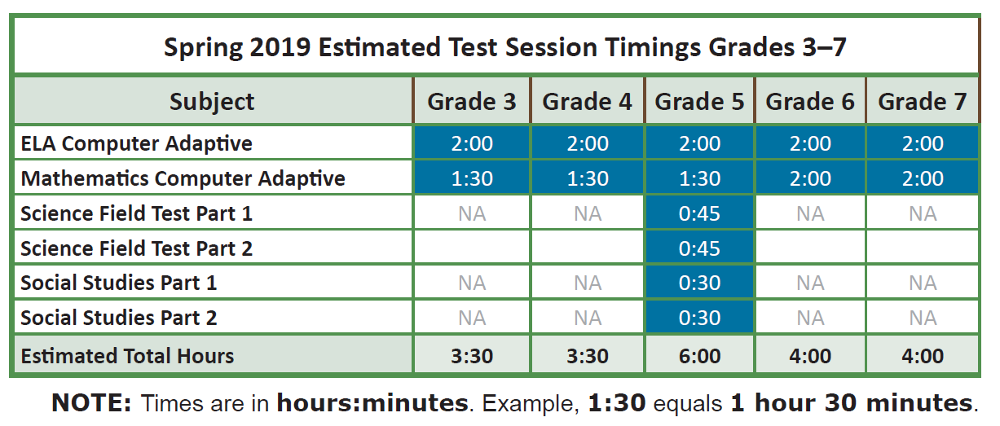 Spring 2019 Estimated Test Session Timings Grades 3–7
Subject Grade 3 Grade 4 Grade 5 Grade 6 Grade 7
ELA Computer Adaptive 2:00 2:00 2:00 2:00 2:00
Mathematics Computer Adaptive 1:30 1:30 1:30 2:00 2:00
Science Field Test Part 1 NA NA 0:45 NA NA
Science Field Test Part 2 0:45
Social Studies Part 1 NA NA 0:30 NA NA
Social Studies Part 2 NA NA 0:30 NA NA
Estimated Total Hours 3:30 3:30 6:00 4:00 4:00
NOTE: Times are in hours:minutes. Example, 1:30 equals 1 hour 30 minutes.